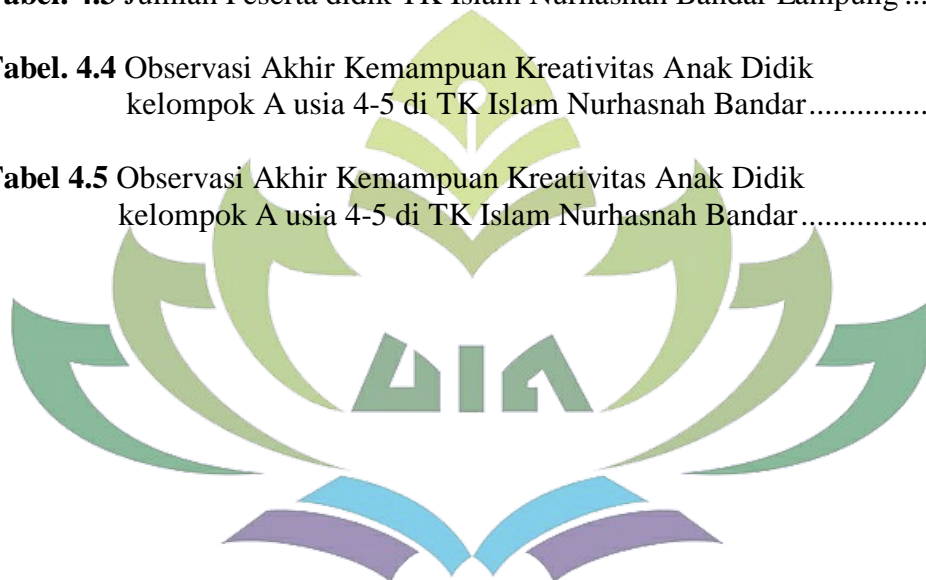 Tabel. 4.3 Jumlah Peserta didik TK Islam Nurhasnah Bandar Lampung ...
Tabel. 4.4 Observasi Akhir Kemampuan Kreativitas Anak Didik
kelompok A usia 4-5 di TK Islam Nurhasnah Bandar...............
Tabel 4.5 Observasi Akhir Kemampuan Kreativitas Anak Didik
kelompok A usia 4-5 di TK Islam Nurhasnah Bandar................
UIN